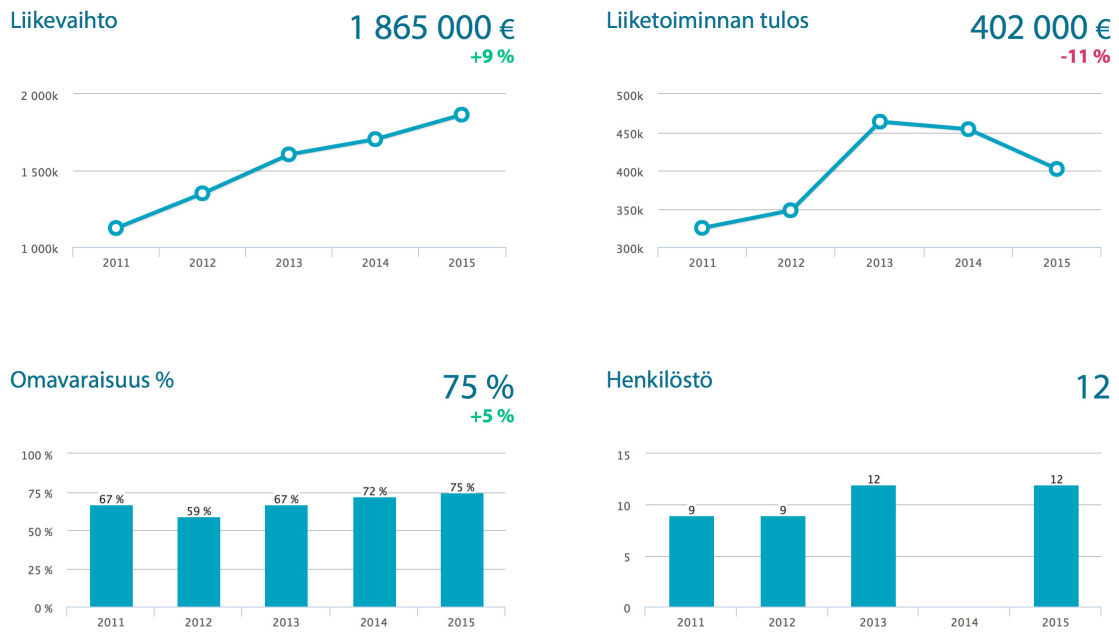 Liikevaihto
1 865 000 €
+9 %
2 000k
1 500k
1 000k
2011 2012 2013 2014 2015
Liiketoiminnan tulos
402 000 €
-11 %
500k
450k
400k
350k
300k
2011 2012 2013 2014 2015
Omavaraisuus %
75 %
+5 %
100 %
75 %
50 %
25 %
0 %
67 % 59 % 67 % 72 % 75 %
2011 2012 2013 2014 2015
Henkilöstö
12
15
10
5
0
9 9 12 12
2011 2012 2013 2014 2015